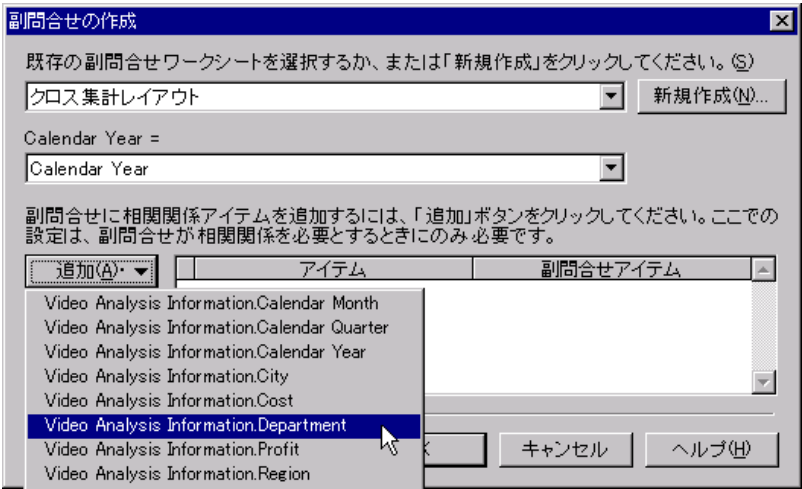 副問合せの作成
既存の副問合せワークシートを選択するか、または「新規作成」をクリックしてください。(S)
クロス集計レイアウト
新規作成(N)...
Calendar Year =
Calendar Year
副問合せに相関関係アイテムを追加するには、「追加」ボタンをクリックしてください。ここでの
設定は、副問合せが相関関係を必要とするときにのみ必要です。
追加(A)・
アイテム
副問合せアイテム
Video Analysis Information.Calendar Month
Video Analysis Information.Calendar Quarter
Video Analysis Information.Calendar Year
Video Analysis Information.City
Video Analysis Information.Cost
Video Analysis Information.Department
Video Analysis Information.Profit
Video Analysis Information.Region
キャンセル
ヘルプ(H)